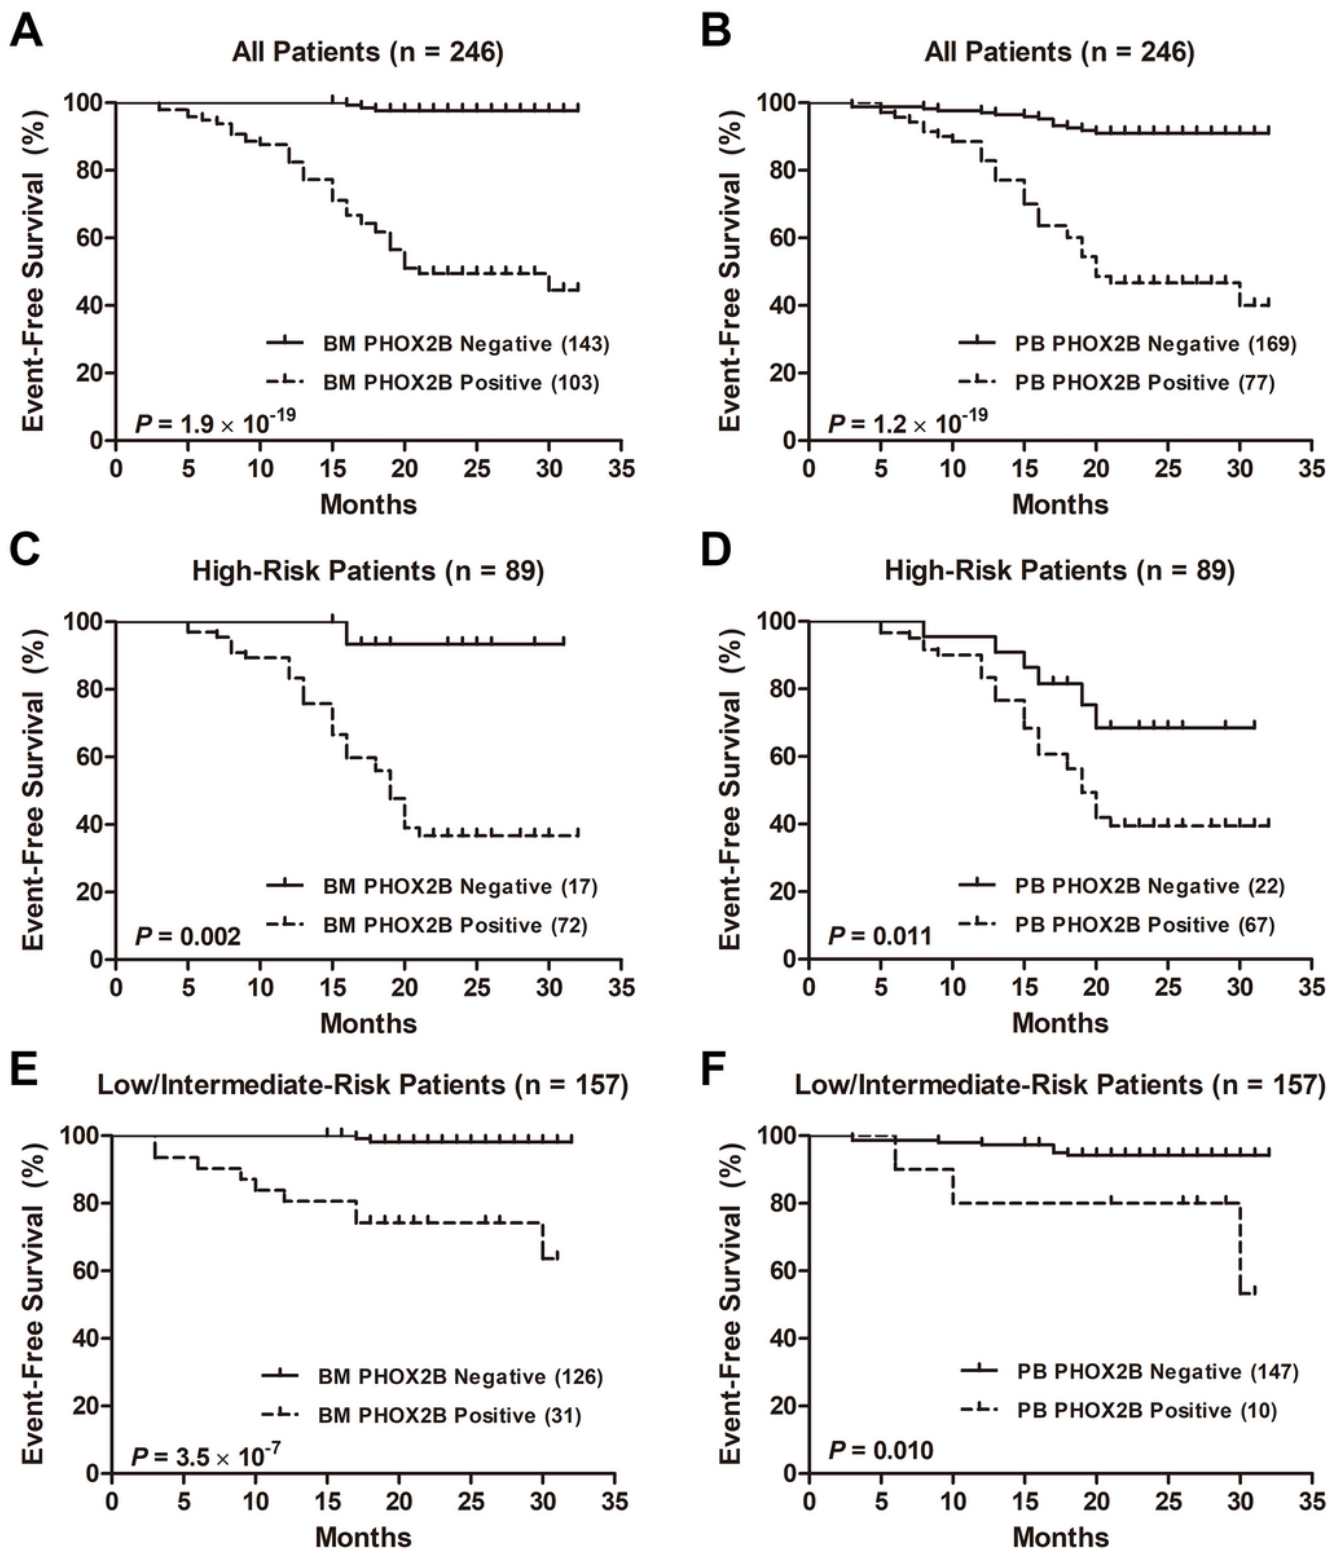 A
All Patients (n = 246)
Event-Free Survival (%)
100
80
60
40
20
0
BM PHOX2B Negative (143)
BM PHOX2B Positive (103)
P = 1.9 × 10-19
0 5 10 15 20 25 30 35
Months
B
All Patients (n = 246)
Event-Free Survival (%)
100
80
60
40
20
0
PB PHOX2B Negative (169)
PB PHOX2B Positive (77)
P = 1.2 × 10-19
0 5 10 15 20 25 30 35
Months
C
High-Risk Patients (n = 89)
Event-Free Survival (%)
100
80
60
40
20
0
BM PHOX2B Negative (17)
BM PHOX2B Positive (72)
P = 0.002
0 5 10 15 20 25 30 35
Months
D
High-Risk Patients (n = 89)
Event-Free Survival (%)
100
80
60
40
20
0
PB PHOX2B Negative (22)
PB PHOX2B Positive (67)
P = 0.011
0 5 10 15 20 25 30 35
Months
E
Low/Intermediate-Risk Patients (n = 157)
Event-Free Survival (%)
100
80
60
40
20
0
BM PHOX2B Negative (126)
BM PHOX2B Positive (31)
P = 3.5 × 10-7
0 5 10 15 20 25 30 35
Months
F
Low/Intermediate-Risk Patients (n = 157)
Event-Free Survival (%)
100
80
60
40
20
0
PB PHOX2B Negative (147)
PB PHOX2B Positive (10)
P = 0.010
0 5 10 15 20 25 30 35
Months